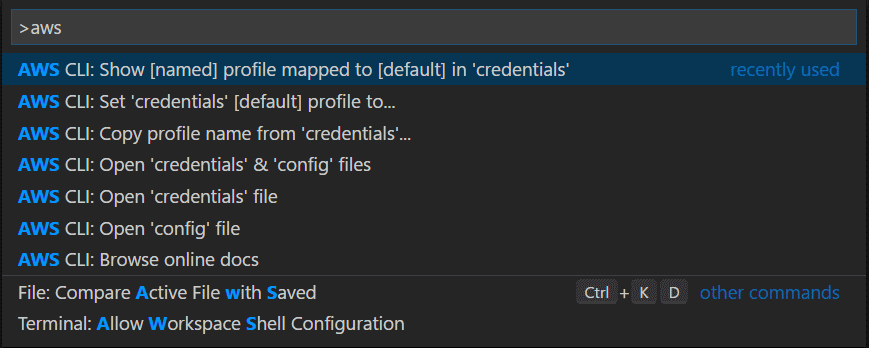 >aws
AWS CLI: Show [named] profile mapped to [default] in 'credentials' recently used
AWS CLI: Set 'credentials' [default] profile to...
AWS CLI: Copy profile name from 'credentials'...
AWS CLI: Open 'credentials' & 'config' files
AWS CLI: Open 'credentials' file
AWS CLI: Open 'config' file
AWS CLI: Browse online docs
File: Compare Active File with Saved Ctrl + K D other commands
Terminal: Allow Workspace Shell Configuration